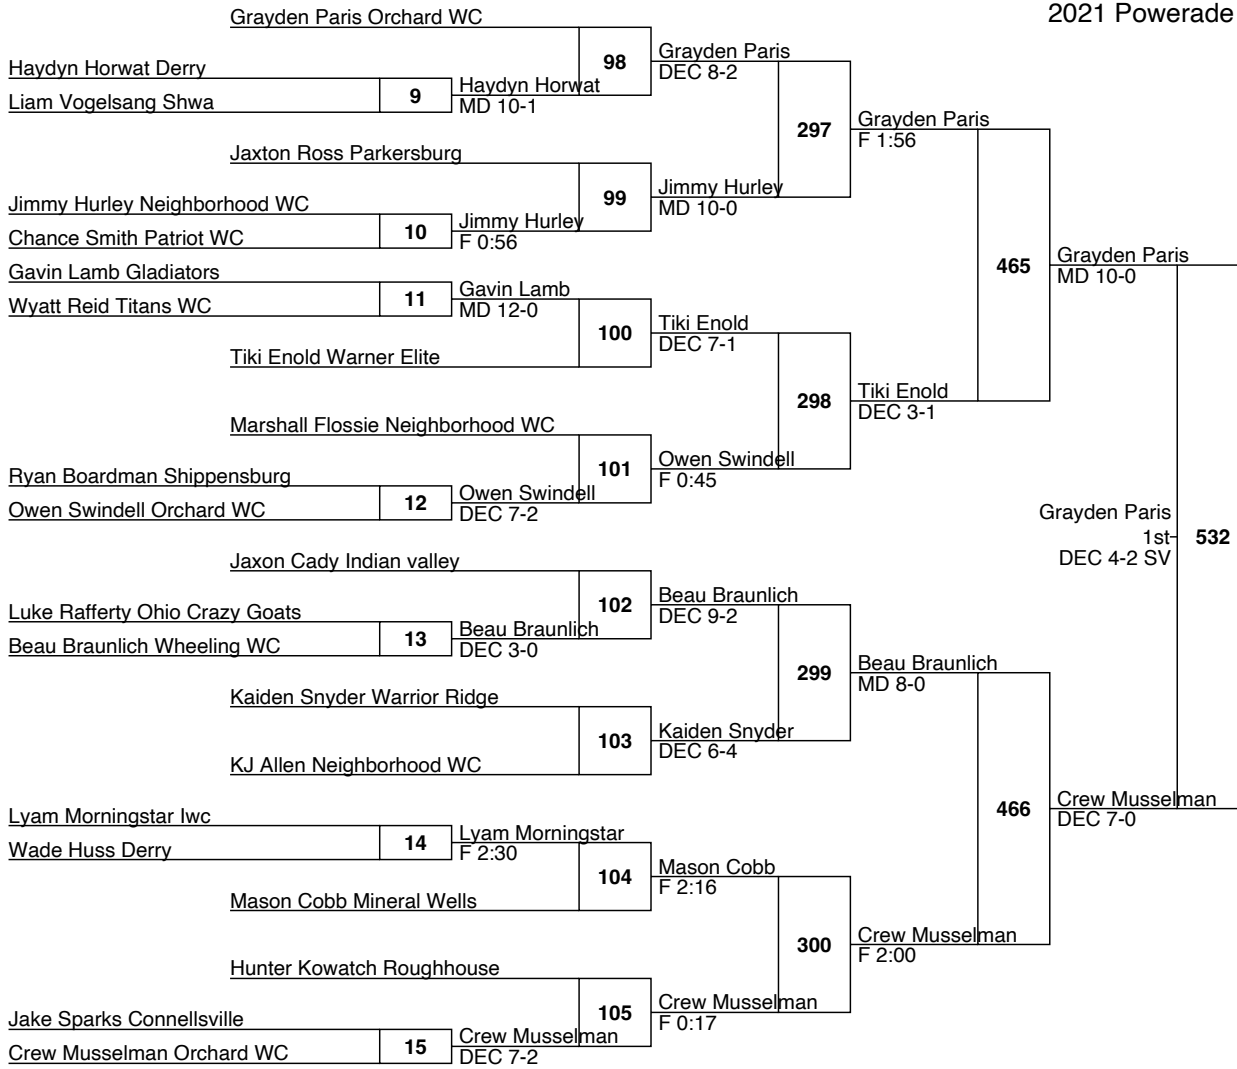 2021 Powerade
Grayden Paris Orchard WC
98
Grayden Paris
DEC 8-2
Haydyn Horwat Derry
Liam Vogelsang Shwa
9
Haydyn Horwat
MD 10-1
297
Grayden Paris
F 1:56
Jaxton Ross Parkersburg
99
Jimmy Hurley
MD 10-0
Jimmy Hurley Neighborhood WC
Chance Smith Patriot WC
10
Jimmy Hurley
F 0:56
465
Grayden Paris
MD 10-0
Gavin Lamb Gladiators
Wyatt Reid Titans WC
11
Gavin Lamb
MD 12-0
100
Tiki Enold
DEC 7-1
Tiki Enold Warner Elite
298
Tiki Enold
DEC 3-1
Marshall Flossie Neighborhood WC
101
Owen Swindell
F 0:45
Ryan Boardman Shippensburg
Owen Swindell Orchard WC
12
Owen Swindell
DEC 7-2
Grayden Paris
1st
DEC 4-2 SV
532
Jaxon Cady Indian valley
102
Beau Braunlich
DEC 9-2
Luke Rafferty Ohio Crazy Goats
Beau Braunlich Wheeling WC
13
Beau Braunlich
DEC 3-0
299
Beau Braunlich
MD 8-0
Kaiden Snyder Warrior Ridge
103
Kaiden Snyder
DEC 6-4
KJ Allen Neighborhood WC
466
Crew Musselman
DEC 7-0
Lyam Morningstar Iwc
Wade Huss Derry
14
Lyam Morningstar
F 2:30
104
Mason Cobb
F 2:16
Mason Cobb Mineral Wells
300
Crew Musselman
F 2:00
Hunter Kowatch Roughhouse
105
Crew Musselman
F 0:17
Jake Sparks Connellsville
Crew Musselman Orchard WC
15
Crew Musselman
DEC 7-2